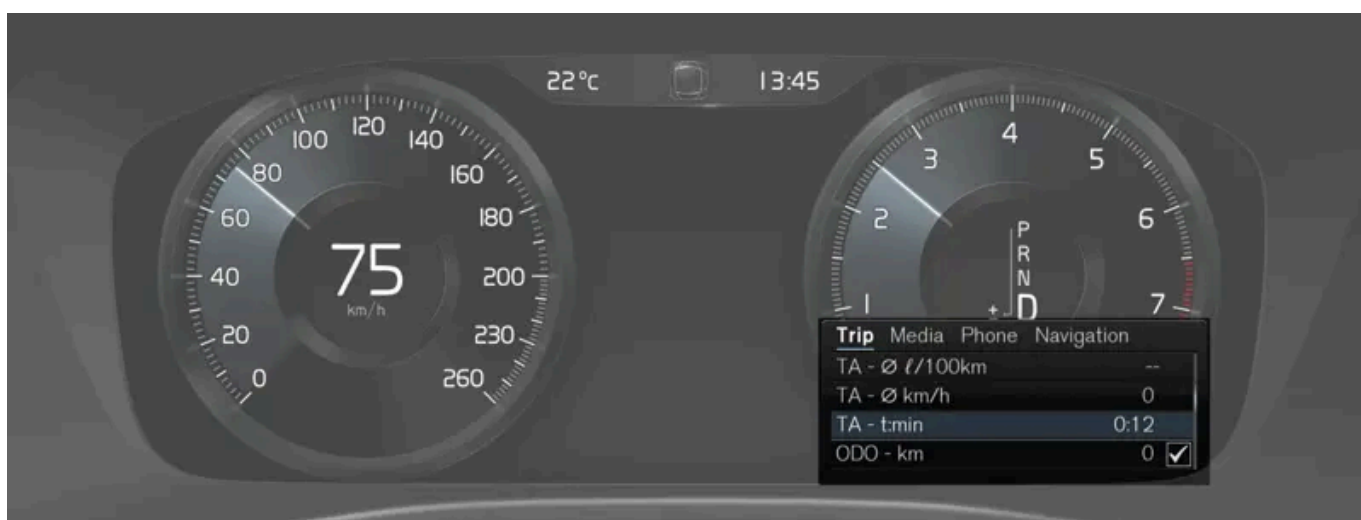 22°C
13:45
0
20
40
60
80
100
120
140
160
180
200
230
260
75
km/h
1
2
3
4
5
6
7
P
R
N
D
±
Trip Media Phone Navigation
TA - Ø ℓ/100km --
TA - Ø km/h 0
TA - t:min 0:12
ODO - km 0